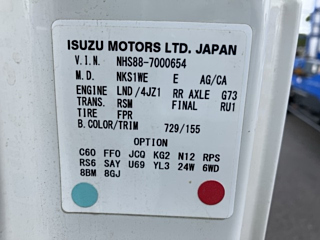 ISUZU MOTORS LTD. JAPAN
V.I.N. NHS88-7000654
M.D. NKS1WE E AG/CA
ENGINE LND/4JZ1 RR AXLE G73
TRANS. RSM FINAL RU1
TIRE FPR
B.COLOR/TRIM 729/155
OPTION
C60 FF0 JCQ KG2 N12 RPS
RS6 SAY U69 YL3 24W 6WD
8BM 8GJ